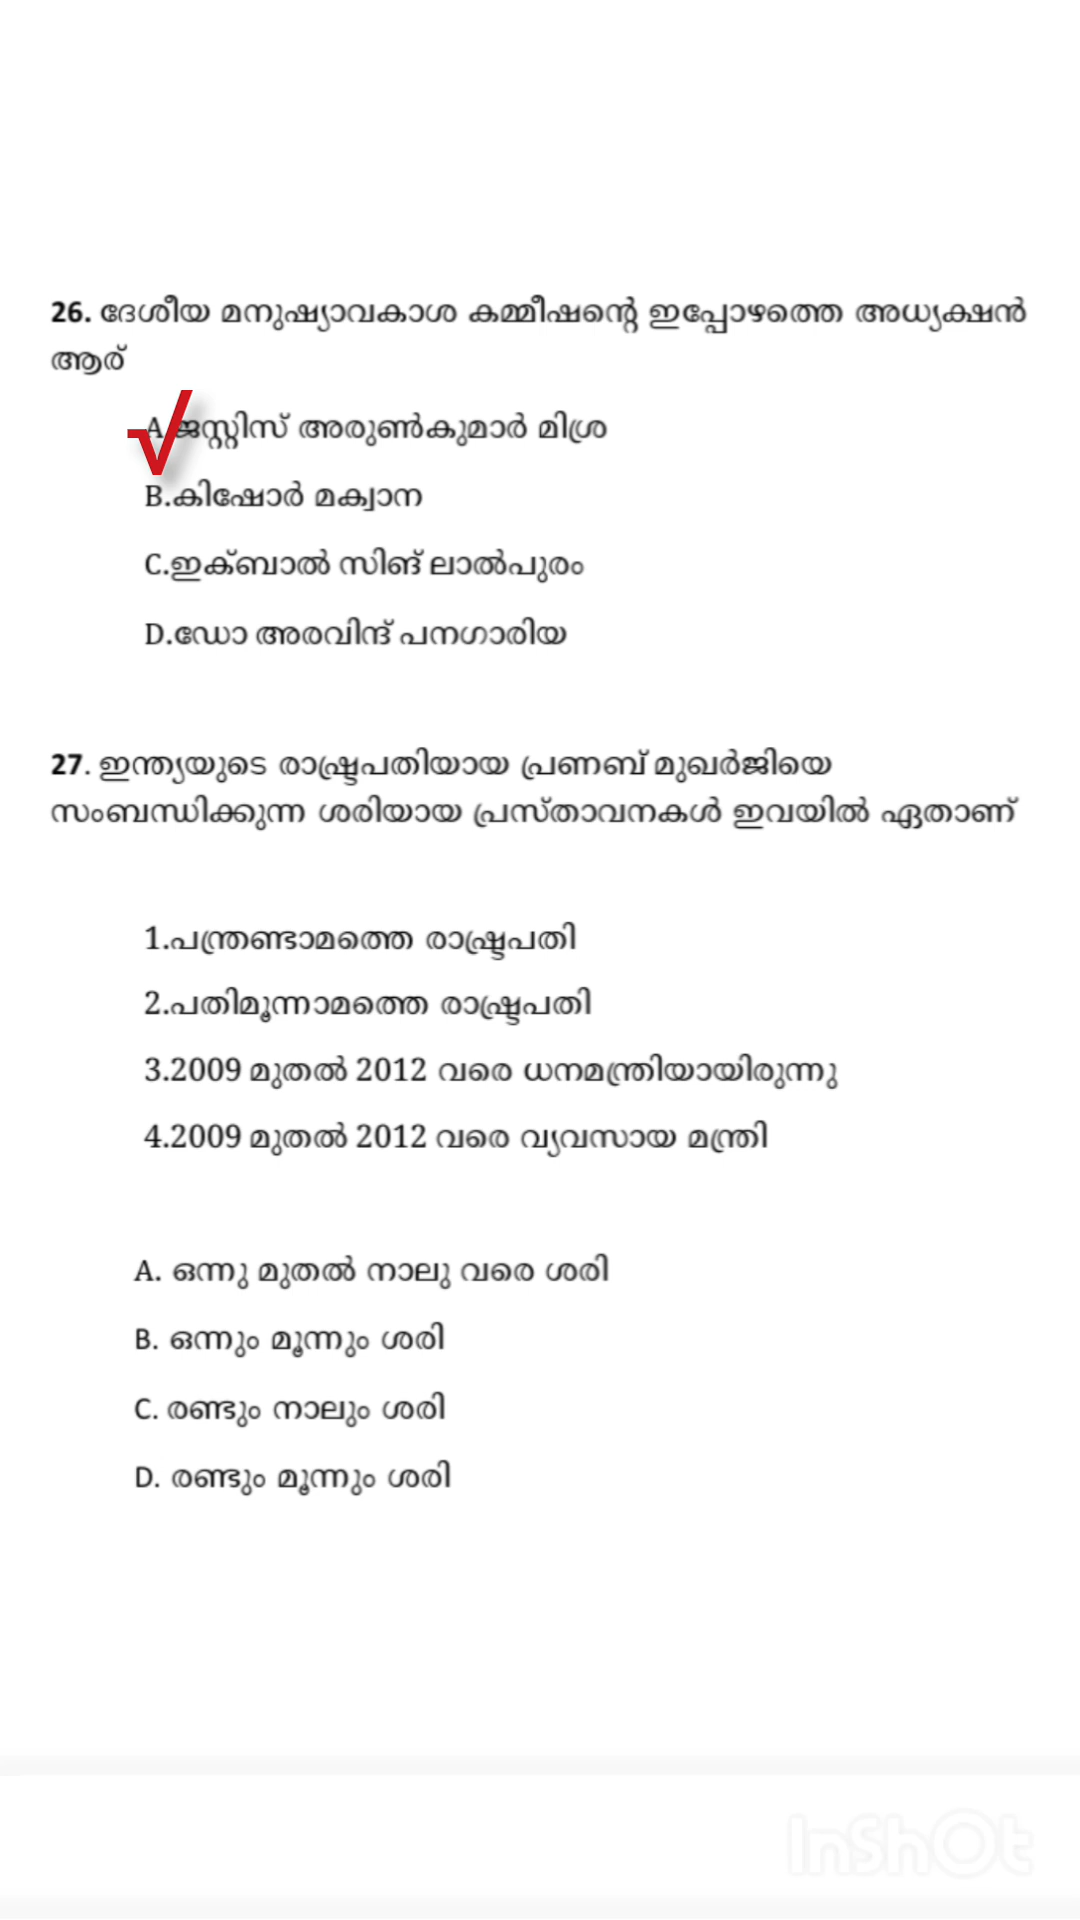 26. ദേശീയ മനുഷ്യാവകാശ കമ്മീഷന്റെ ഇപ്പോഴത്തെ അധ്യക്ഷൻ
ആര്
A.ജസ്റ്റിസ് അരുൺകുമാർ മിശ്ര
B.കിഷോർ മക്വാന
C.ഇക്ബാൽ സിങ് ലാൽപുരം
D.ഡോ അരവിന്ദ് പനഗാരിയ
27. ഇന്ത്യയുടെ രാഷ്ട്രപതിയായ പ്രണബ് മുഖർജിയെ
സംബന്ധിക്കുന്ന ശരിയായ പ്രസ്താവനകൾ ഇവയിൽ ഏതാണ്
1.പന്ത്രണ്ടാമത്തെ രാഷ്ട്രപതി
2.പതിമൂന്നാമത്തെ രാഷ്ട്രപതി
3.2009 മുതൽ 2012 വരെ ധനമന്ത്രിയായിരുന്നു
4.2009 മുതൽ 2012 വരെ വ്യവസായ മന്ത്രി
A. ഒന്നു മുതൽ നാലു വരെ ശരി
B. ഒന്നും മൂന്നും ശരി
C. രണ്ടും നാലും ശരി
D. രണ്ടും മൂന്നും ശരി
InShOt